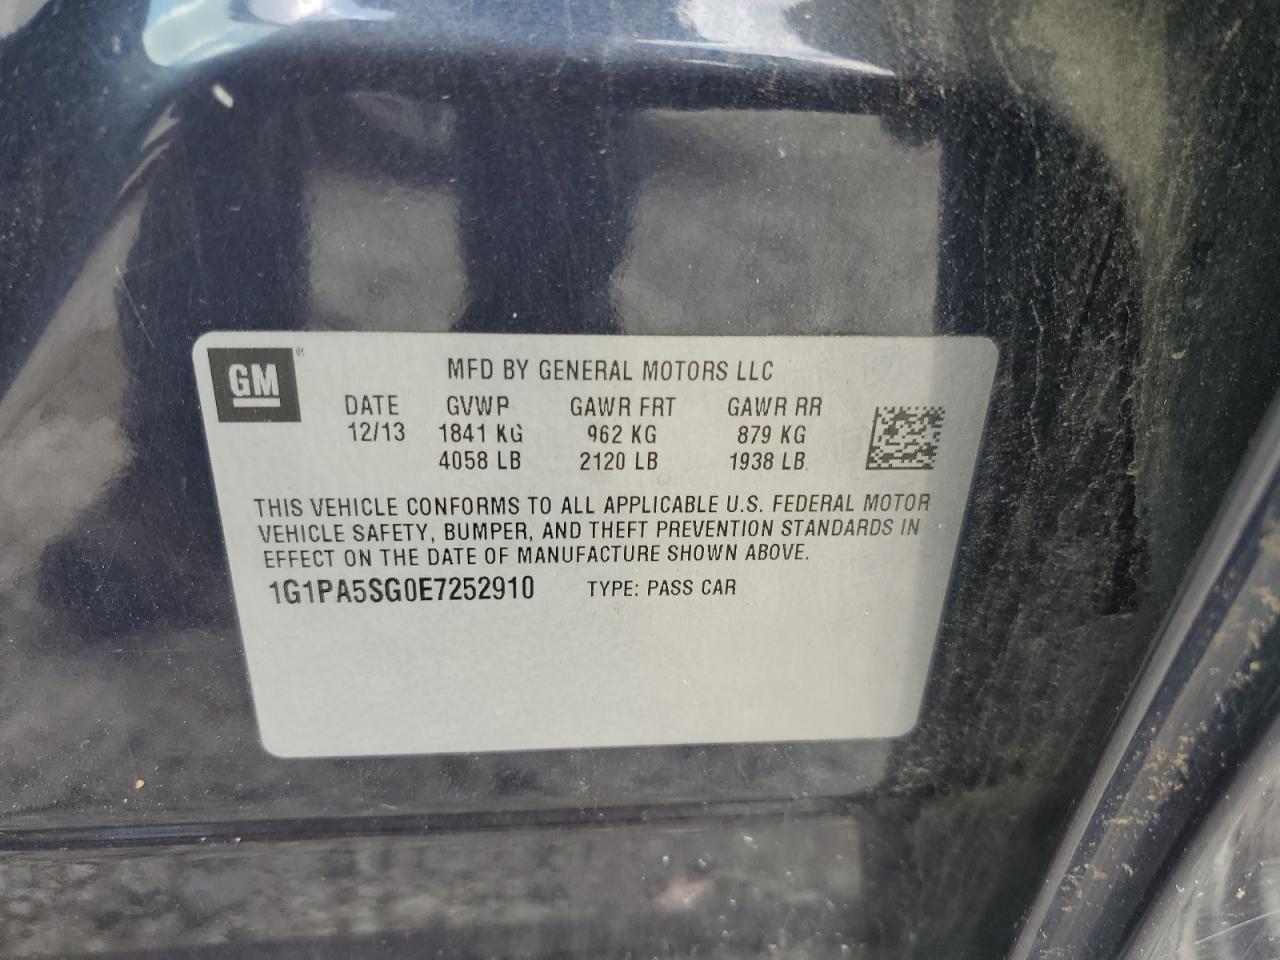 GM
®
MFD BY GENERAL MOTORS LLC
DATE GVWP GAWR FRT GAWR RR
12/13 1841 KG 962 KG 879 KG
4058 LB 2120 LB 1938 LB
THIS VEHICLE CONFORMS TO ALL APPLICABLE U.S. FEDERAL MOTOR
VEHICLE SAFETY, BUMPER, AND THEFT PREVENTION STANDARDS IN
EFFECT ON THE DATE OF MANUFACTURE SHOWN ABOVE.
1G1PA5SG0E7252910 TYPE: PASS CAR